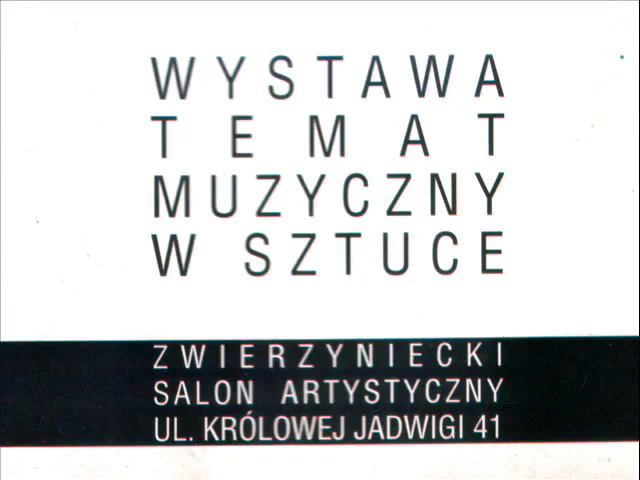 WYSTAWA
TEMAT
MUZYCZNY
W SZTUCE
ZWIERZYNIECKI
SALON ARTYSTYCZNY
UL. KRÓLOWEJ JADWIGI 41